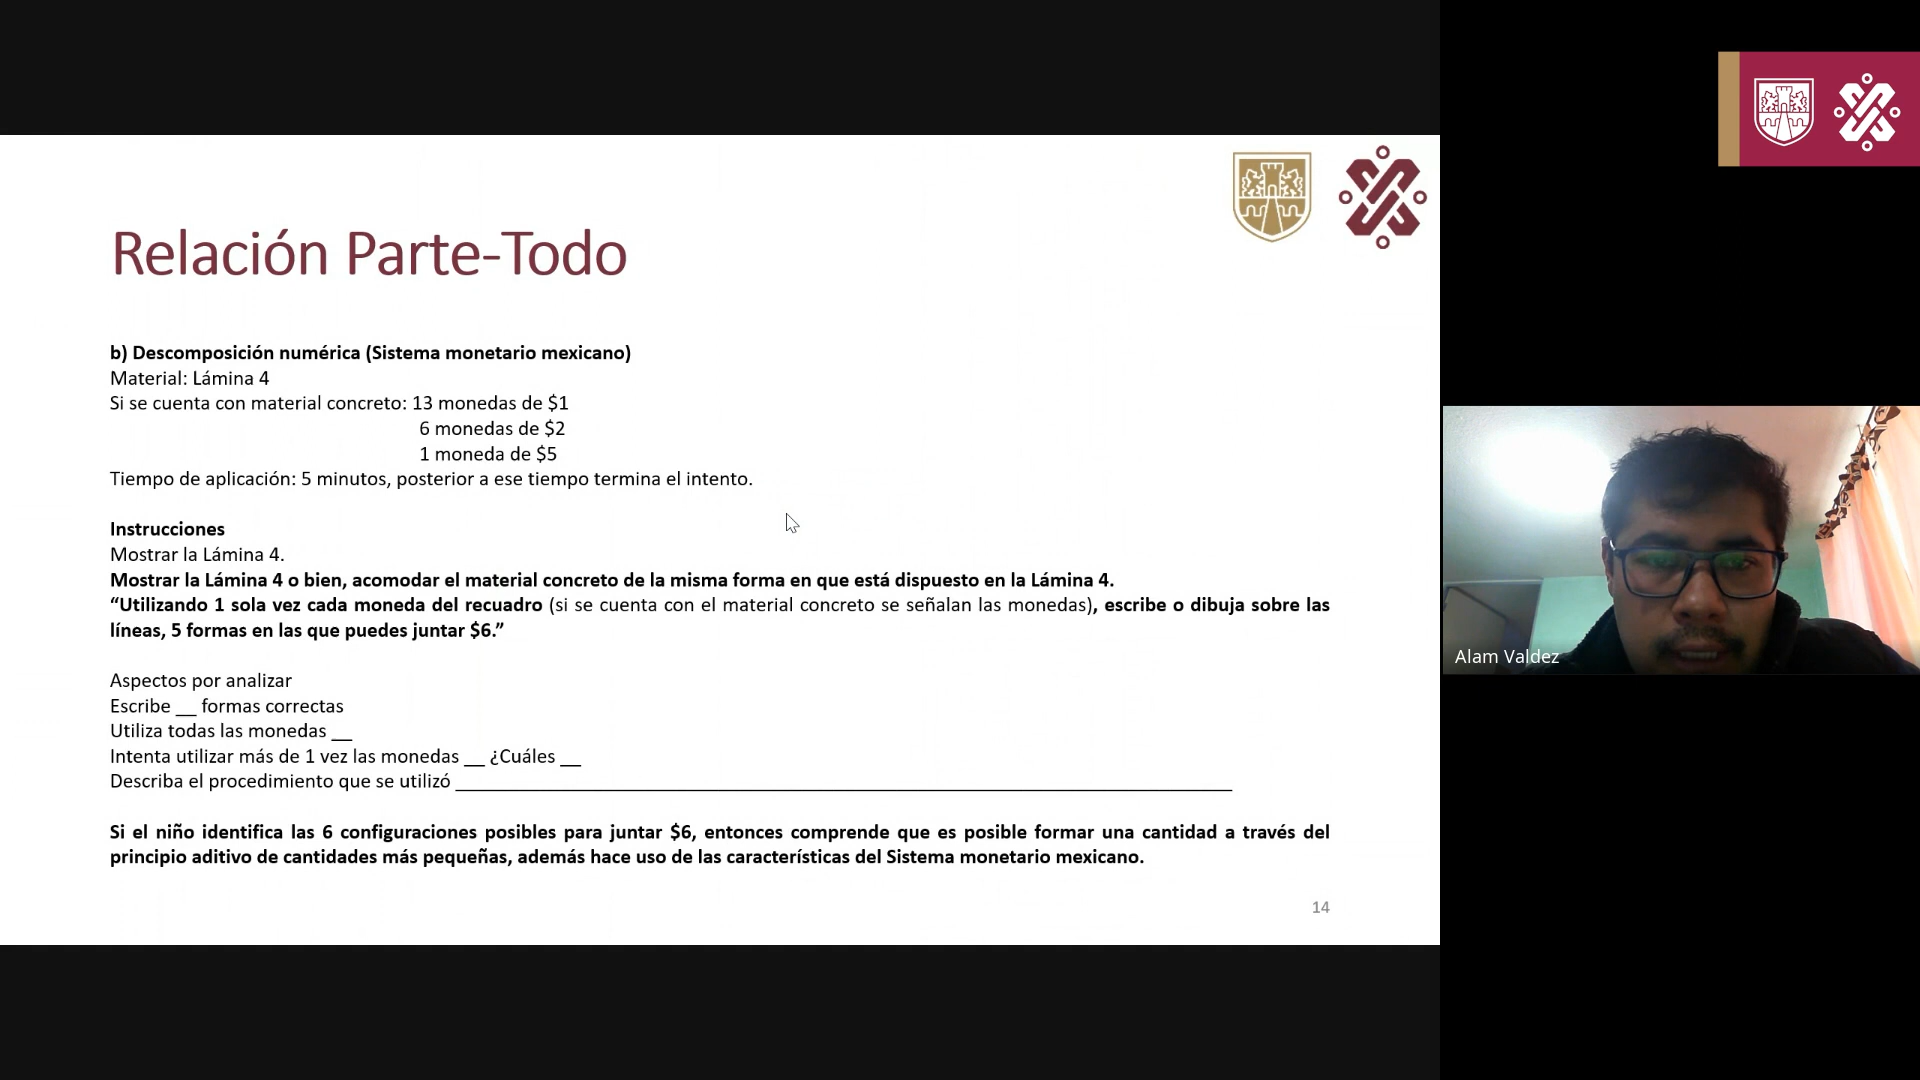 Relación Parte-Todo
b) Descomposición numérica (Sistema monetario mexicano)
Material: Lámina 4
Si se cuenta con material concreto: 13 monedas de $1
6 monedas de $2
1 moneda de $5
Tiempo de aplicación: 5 minutos, posterior a ese tiempo termina el intento.
Instrucciones
Mostrar la Lámina 4.
Mostrar la Lámina 4 o bien, acomodar el material concreto de la misma forma en que está dispuesto en la Lámina 4.
“Utilizando 1 sola vez cada moneda del recuadro (si se cuenta con el material concreto se señalan las monedas), escribe o dibuja sobre las
líneas, 5 formas en las que puedes juntar $6.”
Aspectos por analizar
Escribe __ formas correctas
Utiliza todas las monedas __
Intenta utilizar más de 1 vez las monedas __ ¿Cuáles __
Describa el procedimiento que se utilizó ______________________________________________________________________________
Si el niño identifica las 6 configuraciones posibles para juntar $6, entonces comprende que es posible formar una cantidad a través del
principio aditivo de cantidades más pequeñas, además hace uso de las características del Sistema monetario mexicano.
14
Alam Valdez